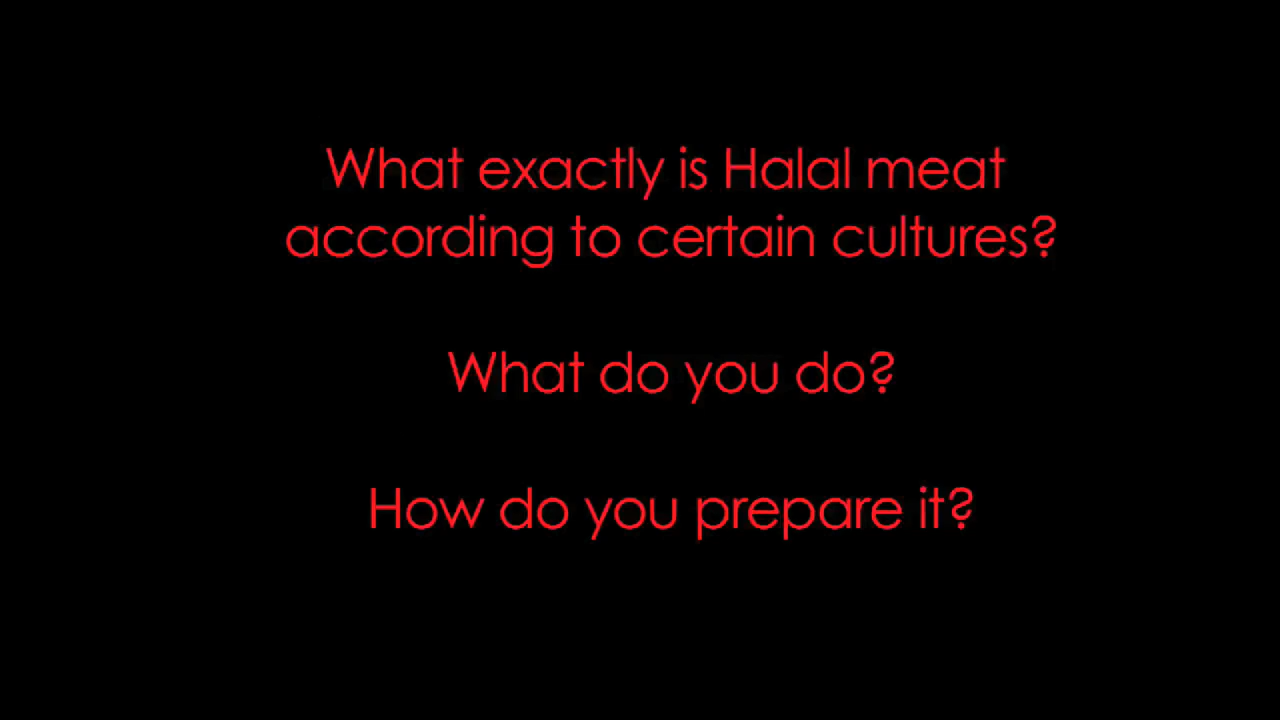 What exactly is Halal meat
according to certain cultures?
What do you do?
How do you prepare it?